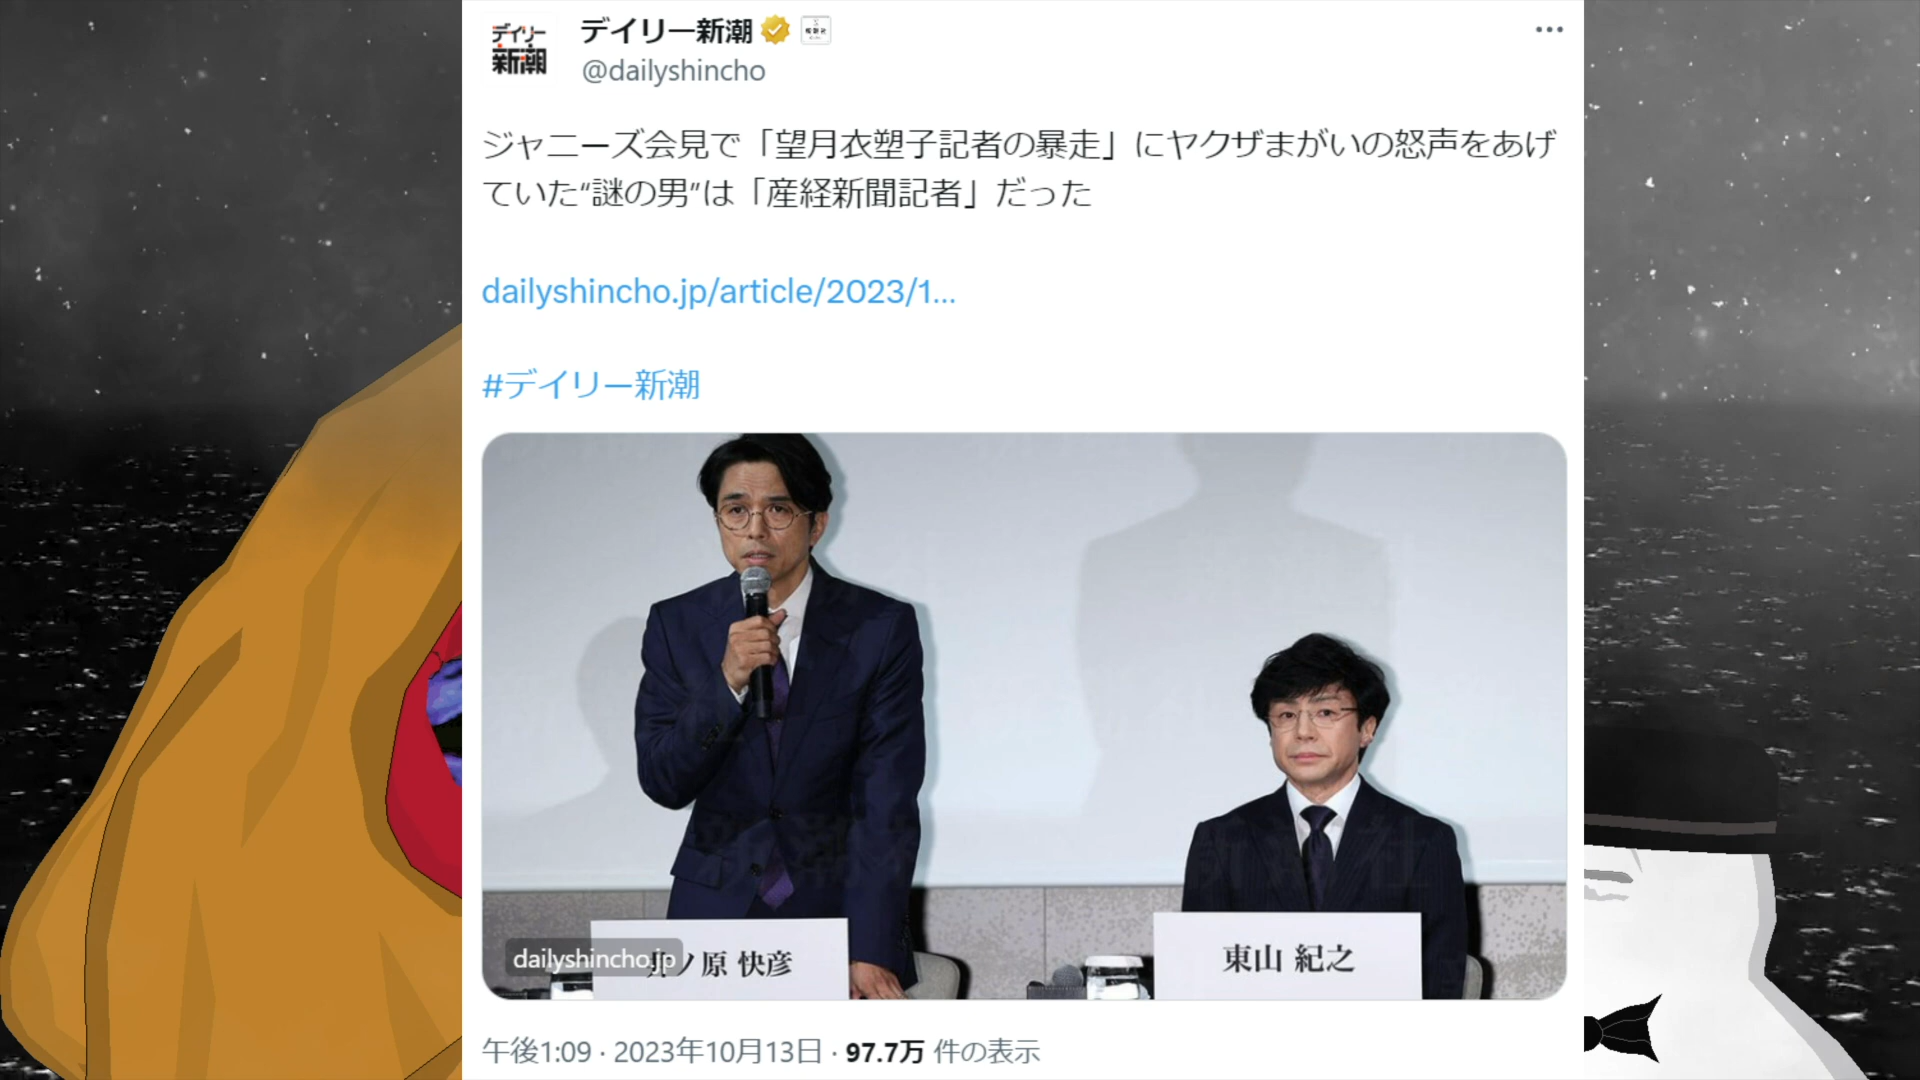 デイリー新潮
デイリー新潮
@dailyshincho
ジャニーズ会見で「望月衣塑子記者の暴走」にヤクザまがいの怒声をあげ
ていた“謎の男”は「産経新聞記者」だった
dailyshincho.jp/article/2023/1...
#デイリー新潮
dailyshincho.jp
井ノ原 快彦
東山 紀之
午後1:09 · 2023年10月13日 · 97.7万 件の表示